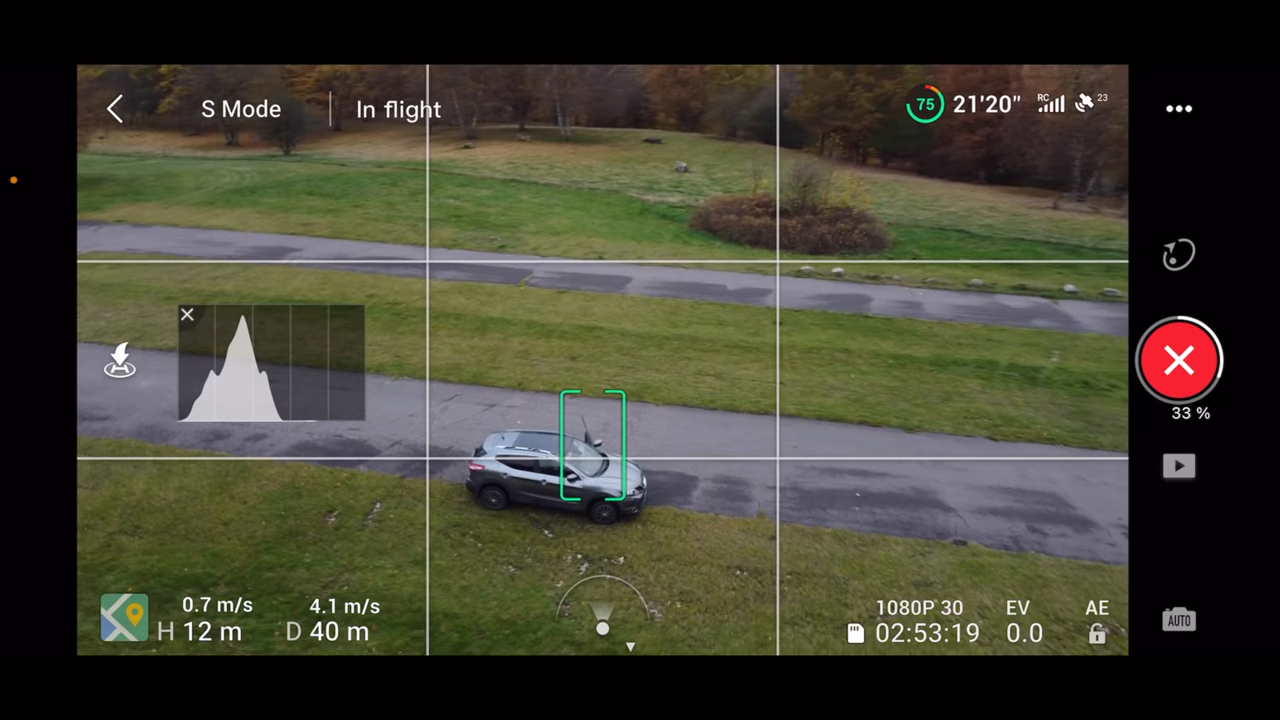 S Mode
In flight
75
21'20"
RC
23
33 %
0.7 m/s
4.1 m/s
H 12 m
D 40 m
1080P 30
EV
AE
02:53:19
0.0
AUTO